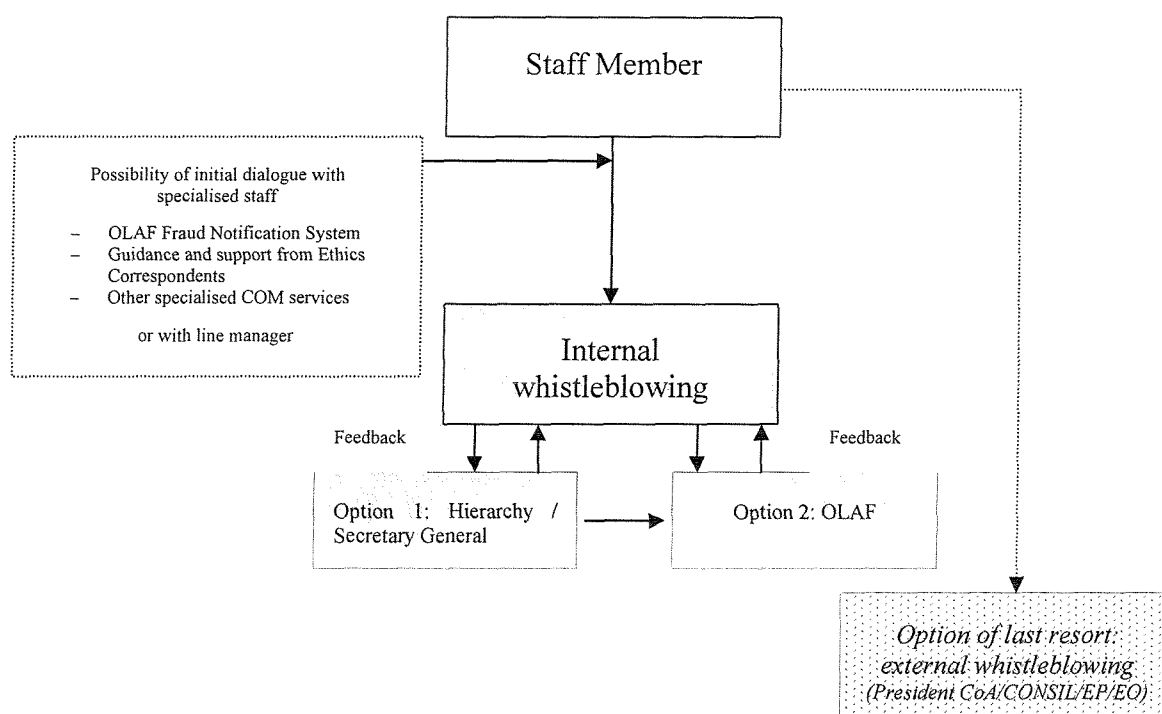 Staff Member
Possibility of initial dialogue with
specialised staff
– OLAF Fraud Notification System
– Guidance and support from Ethics
Correspondents
– Other specialised COM services
or with line manager
Internal
whistleblowing
Feedback
Feedback
Option 1: Hierarchy /
Secretary General
Option 2: OLAF
Option of last resort:
external whistleblowing
(President CoA/CONSIL/EP/EO)